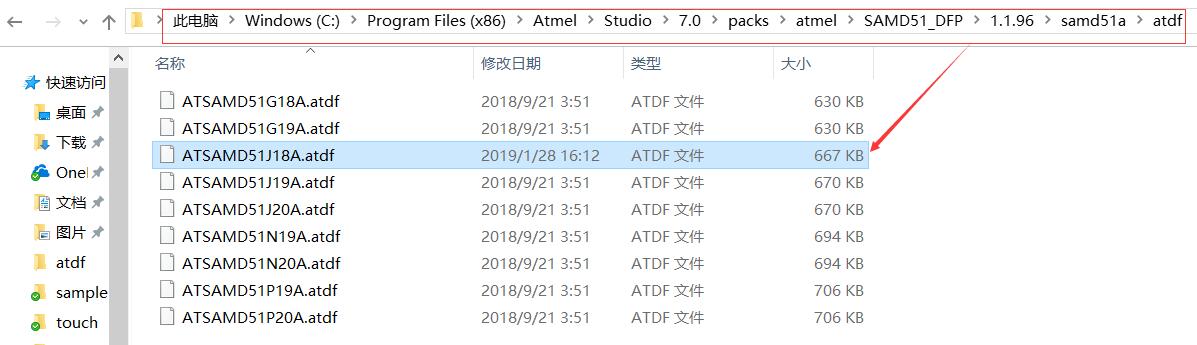 此电脑 > Windows (C:) > Program Files (x86) > Atmel > Studio > 7.0 > packs > atmel > SAMD51_DFP > 1.1.96 > samd51a > atdf
名称 修改日期 类型 大小
快速访问
桌面
下载
OneI
文档
图片
atdf
sample
touch
ATSAMD51G18A.atdf 2018/9/21 3:51 ATDF 文件 630 KB
ATSAMD51G19A.atdf 2018/9/21 3:51 ATDF 文件 630 KB
ATSAMD51J18A.atdf 2019/1/28 16:12 ATDF 文件 667 KB
ATSAMD51J19A.atdf 2018/9/21 3:51 ATDF 文件 670 KB
ATSAMD51J20A.atdf 2018/9/21 3:51 ATDF 文件 670 KB
ATSAMD51N19A.atdf 2018/9/21 3:51 ATDF 文件 694 KB
ATSAMD51N20A.atdf 2018/9/21 3:51 ATDF 文件 694 KB
ATSAMD51P19A.atdf 2018/9/21 3:51 ATDF 文件 706 KB
ATSAMD51P20A.atdf 2018/9/21 3:51 ATDF 文件 706 KB